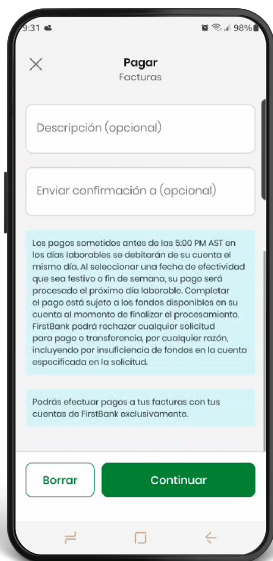 9:31
98%
Pagar
Facturas
Descripción (opcional)
Enviar confirmación a (opcional)
Los pagos sometidos antes de las 5:00 PM AST en
los días laborables se debitarán de su cuenta el
mismo día. Al seleccionar una fecha de efectividad
que sea festivo o fin de semana, su pago será
procesado el próximo día laborable. Completar
el pago está sujeto a los fondos disponibles en su
cuenta al momento de finalizar el procesamiento.
FirstBank podrá rechazar cualquier solicitud
para pago o transferencia, por cualquier razón,
incluyendo por insuficiencia de fondos en la cuenta
especificada en la solicitud.
Podrás efectuar pagos a tus facturas con tus
cuentas de FirstBank exclusivamente.
Borrar
Continuar